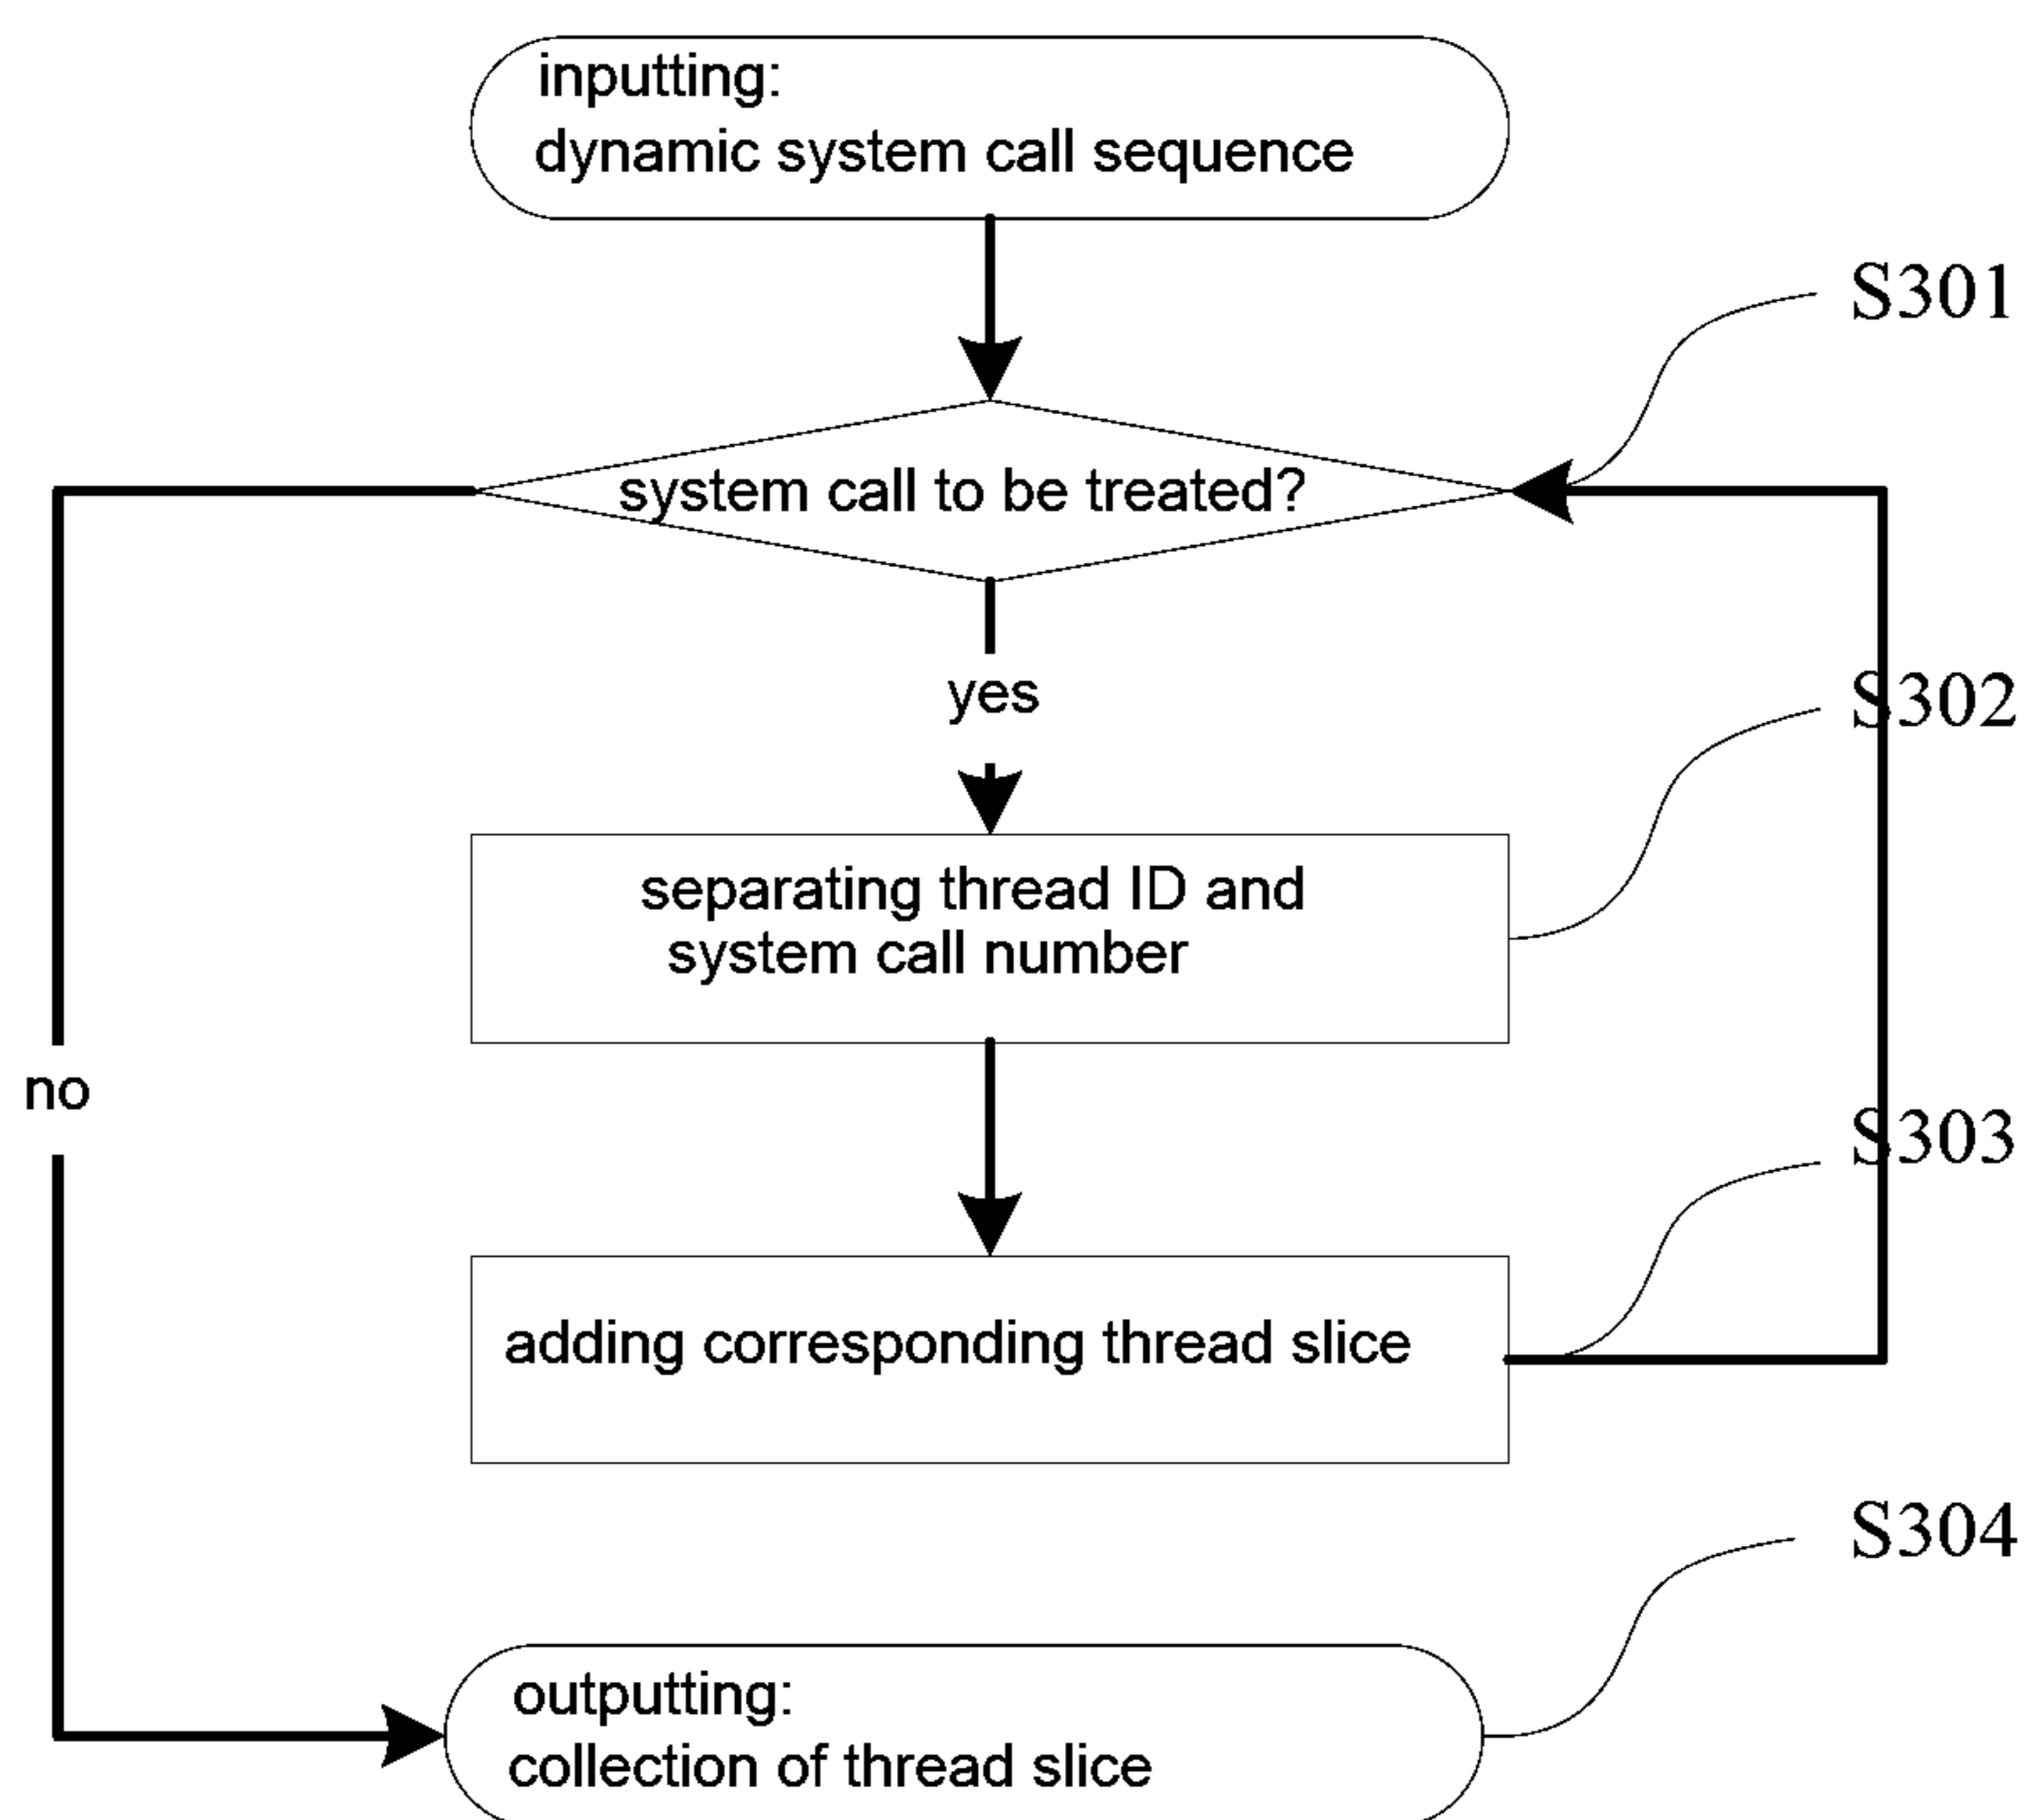 inputting:
dynamic system call sequence
S301
system call to be treated?
S302
yes
separating thread ID and
system call number
no
S303
adding corresponding thread slice
S304
outputting:
collection of thread slice